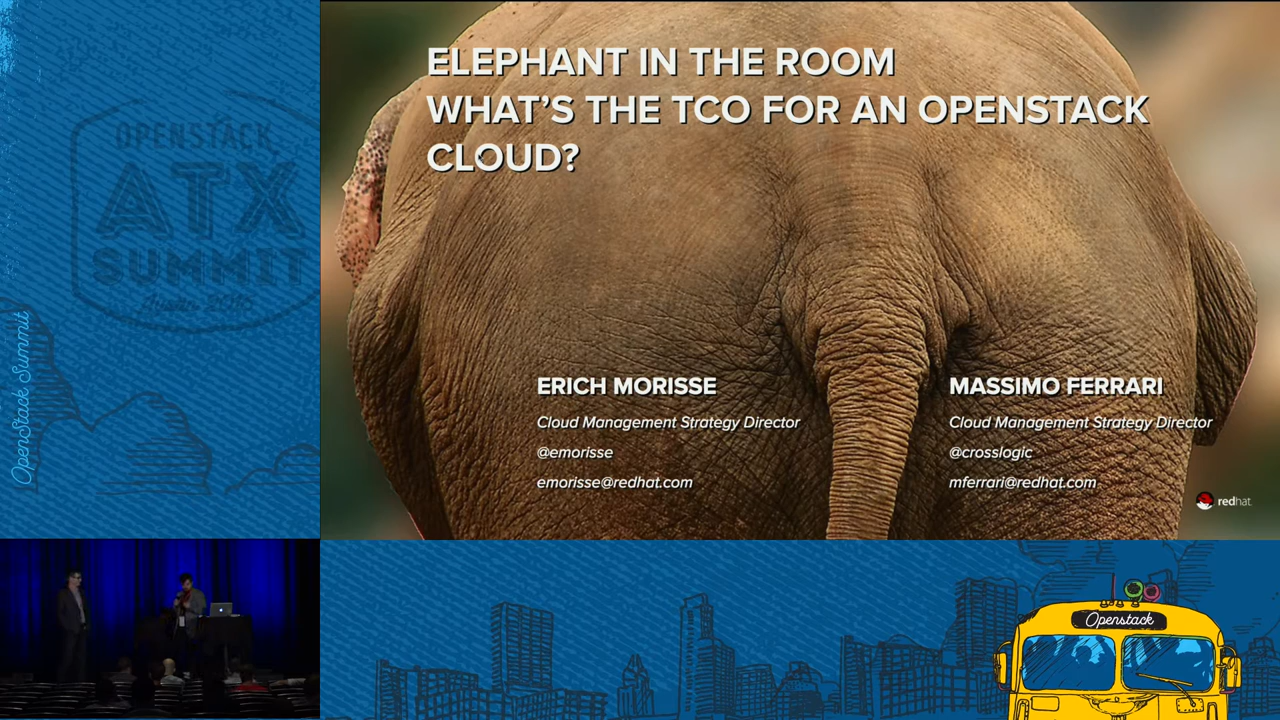 OPENSTACK
ATX
SUMMIT
Austin 2016
OpenStack Summit
ELEPHANT IN THE ROOM
WHAT'S THE TCO FOR AN OPENSTACK
CLOUD?
ERICH MORISSE
Cloud Management Strategy Director
@emorisse
emorisse@redhat.com
MASSIMO FERRARI
Cloud Management Strategy Director
@crosslogic
mferrari@redhat.com
redhat.
Openstack